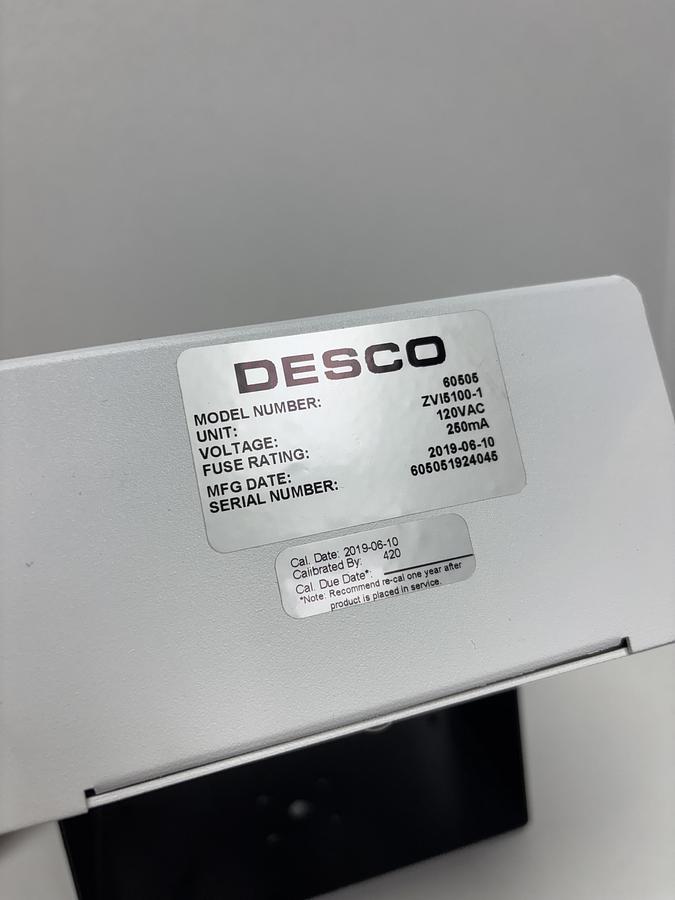 DESCO
MODEL NUMBER: 60505
UNIT: ZVI5100-1
VOLTAGE: 120VAC
FUSE RATING: 250mA
MFG DATE: 2019-06-10
SERIAL NUMBER: 605051924045
Cal. Date: 2019-06-10
Calibrated By: 420
Cal. Due Date*:
*Note: Recommend re-cal one year after
product is placed in service.